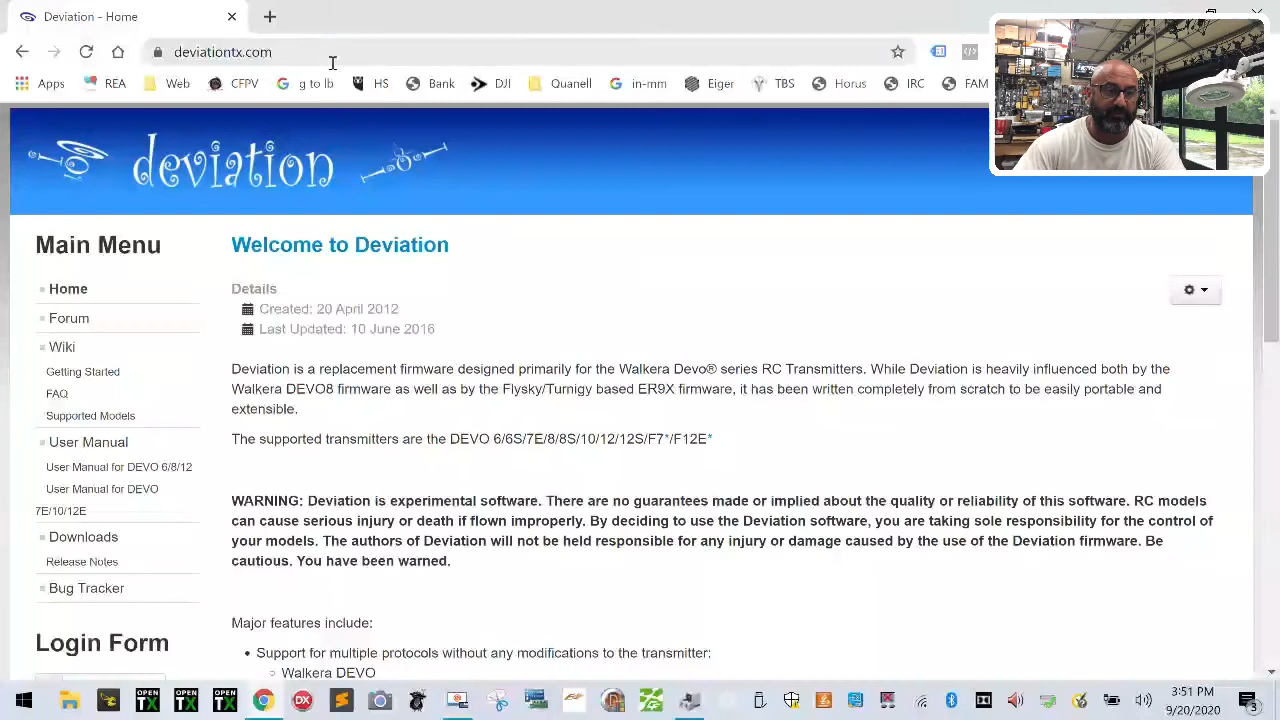 Deviation - Home
deviationtx.com
Apps REA Web CFPV g to lb HS Bank DJI Quanell in-mm Eiger TBS Horus IRC FAM
deviation
Main Menu
Home
Forum
Wiki
Getting Started
FAQ
Supported Models
User Manual
User Manual for DEVO 6/8/12
User Manual for DEVO
7E/10/12E
Downloads
Release Notes
Bug Tracker
Login Form
Welcome to Deviation
Details
Created: 20 April 2012
Last Updated: 10 June 2016
Deviation is a replacement firmware designed primarily for the Walkera Devo® series RC Transmitters. While Deviation is heavily influenced both by the
Walkera DEVO8 firmware as well as by the Flysky/Turnigy based ER9X firmware, it has been written completely from scratch to be easily portable and
extensible.
The supported transmitters are the DEVO 6/6S/7E/8/8S/10/12/12S/F7*/F12E*
WARNING: Deviation is experimental software. There are no guarantees made or implied about the quality or reliability of this software. RC models
can cause serious injury or death if flown improperly. By deciding to use the Deviation software, you are taking sole responsibility for the control of
your models. The authors of Deviation will not be held responsible for any injury or damage caused by the use of the Deviation firmware. Be
cautious. You have been warned.
Major features include:
• Support for multiple protocols without any modifications to the transmitter:
Walkera DEVO
OPEN TX OPEN TX OPEN TX DX
3:51 PM
9/20/2020
3